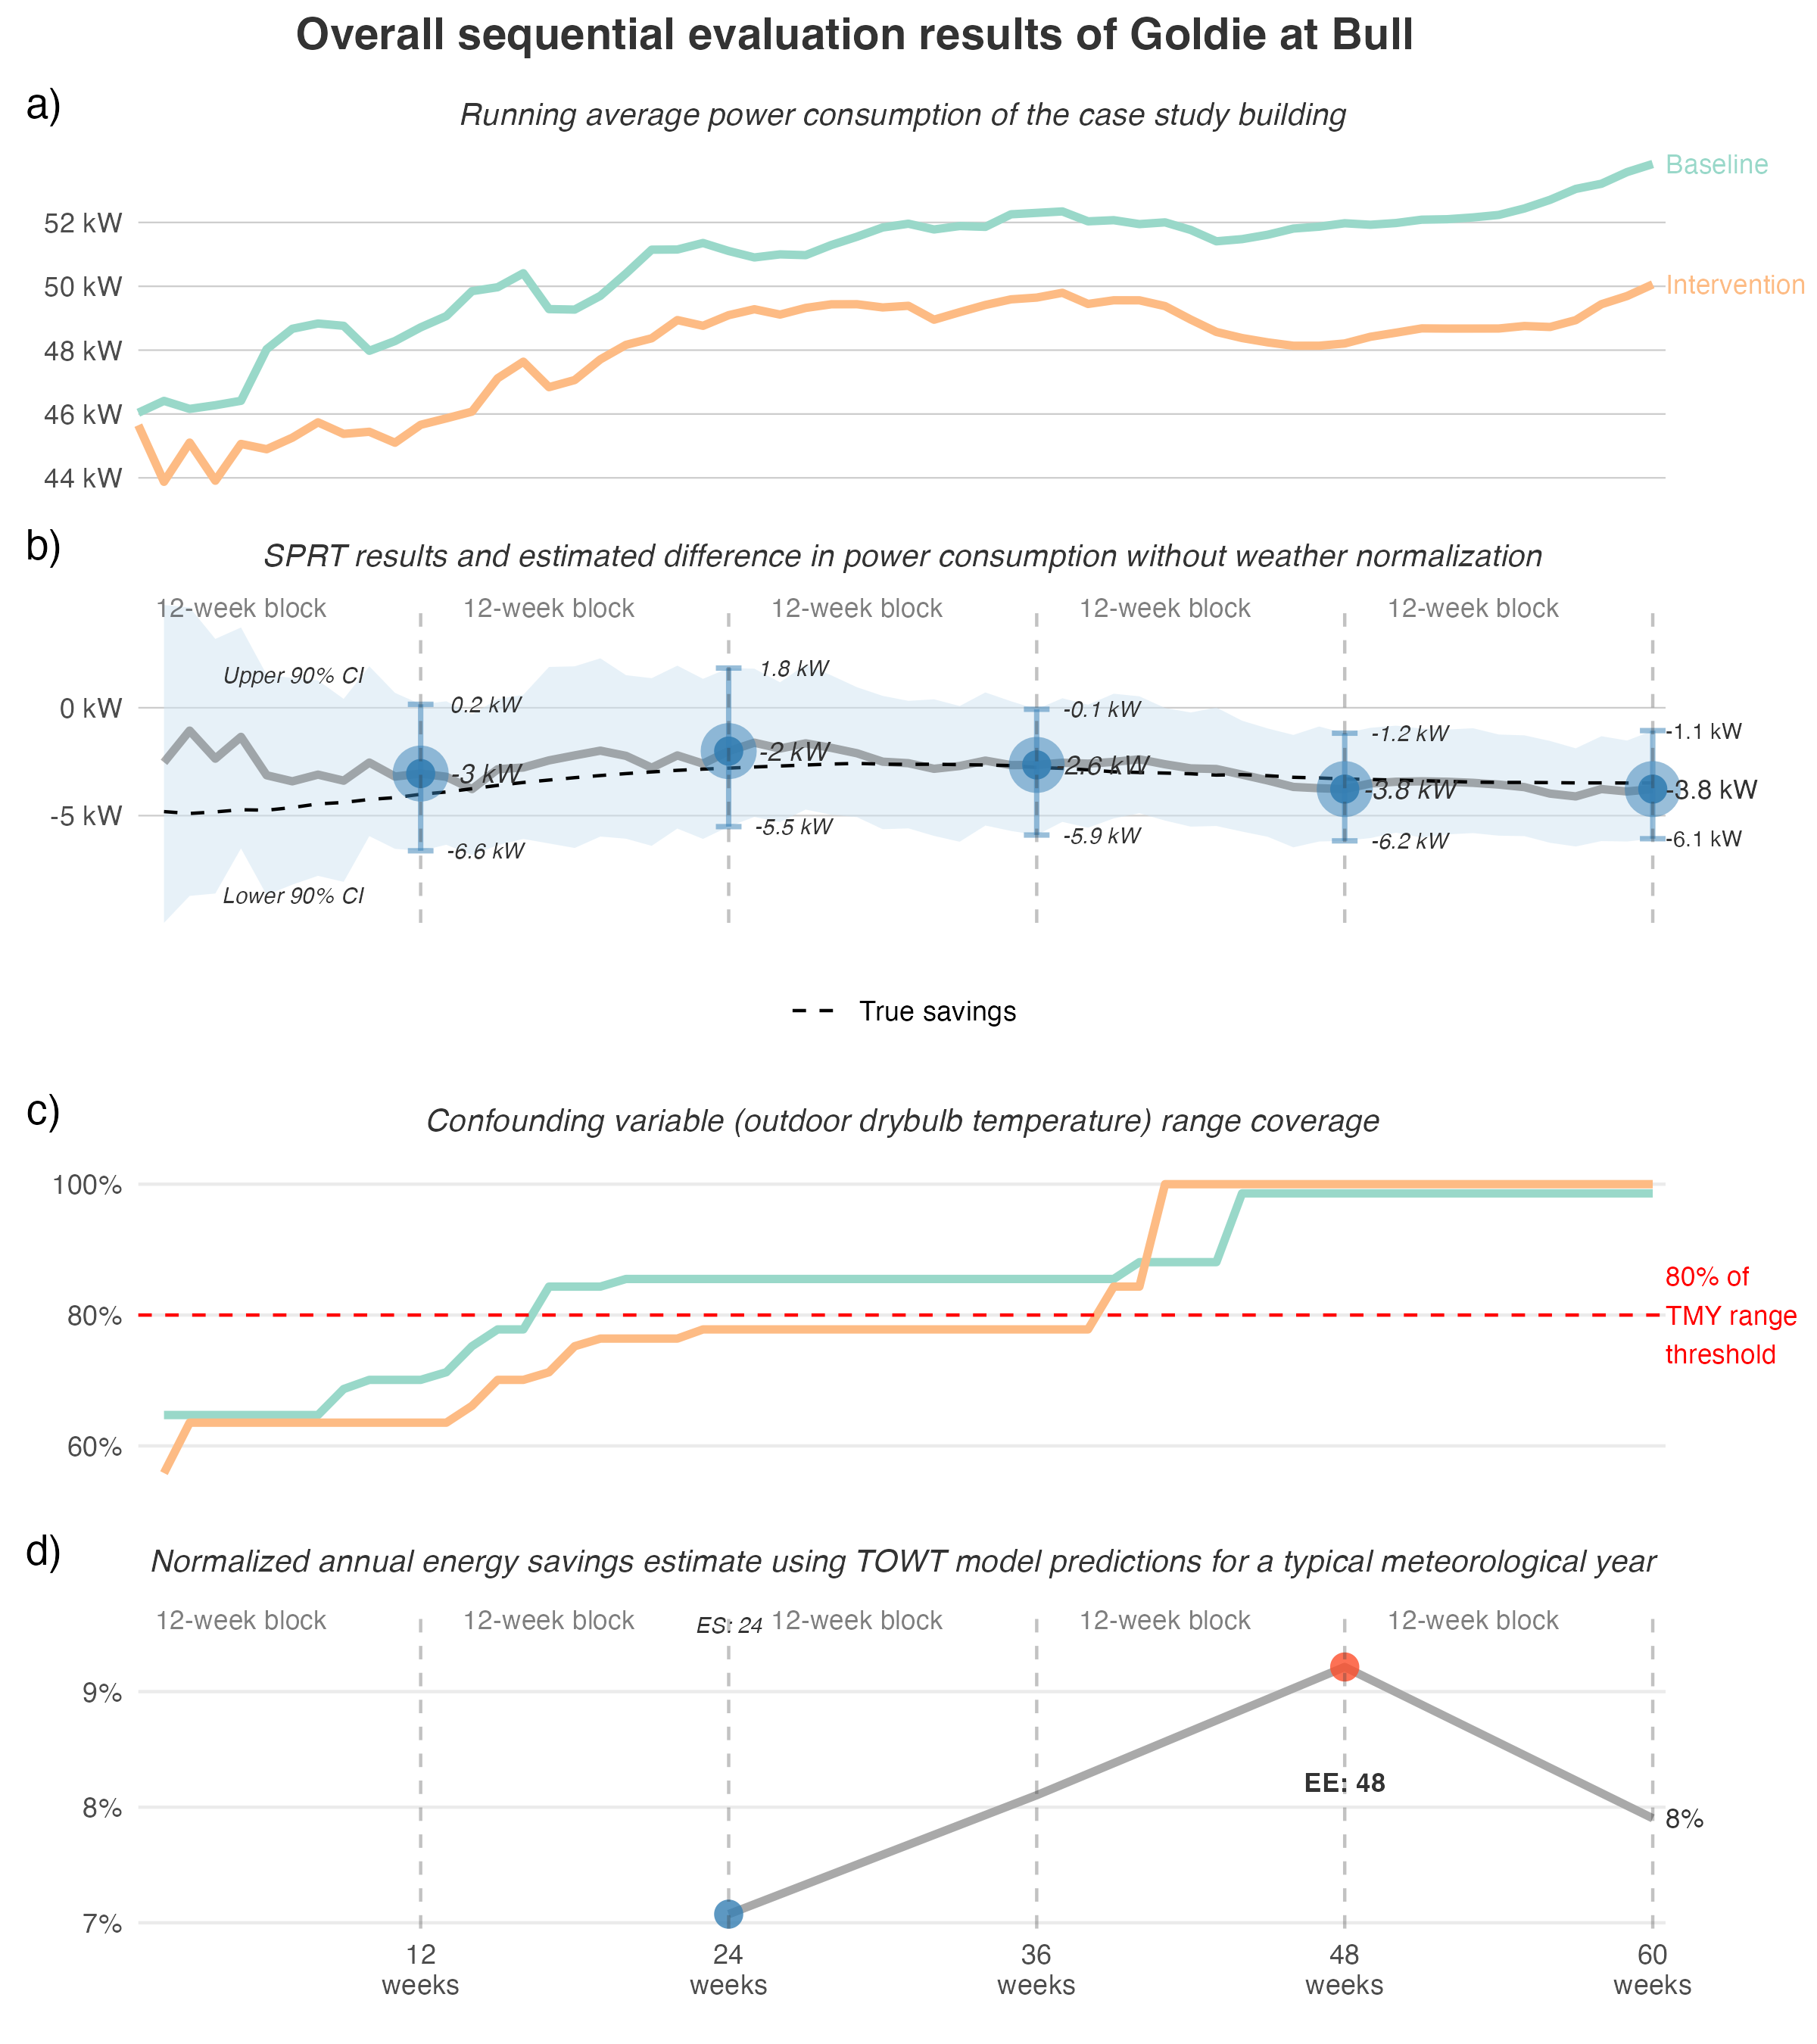 Overall sequential evaluation results of Goldie at Bull
a)
Running average power consumption of the case study building
Baseline
52 kW
50 kW
Intervention
48 kW
46 kW
44 kW
b)
SPRT results and estimated difference in power consumption without weather normalization
12-week block 12-week block 12-week block 12-week block 12-week block
Upper 90% CI
1.8 kW
0 kW
0.2 kW
-0.1 kW
-1.2 kW
-1.1 kW
-3 kW
-2 kW
-2.6 kW
-3.8 kW
-3.8 kW
-5 kW
-6.6 kW
-5.5 kW
-5.9 kW
-6.2 kW
-6.1 kW
Lower 90% CI
True savings
c)
Confounding variable (outdoor drybulb temperature) range coverage
100%
80%
60%
80% of
TMY range
threshold
d)
Normalized annual energy savings estimate using TOWT model predictions for a typical meteorological year
12-week block 12-week block ES: 24 12-week block 12-week block 12-week block
9%
EE: 48
8%
8%
7%
12 24 36 48 60
weeks weeks weeks weeks weeks